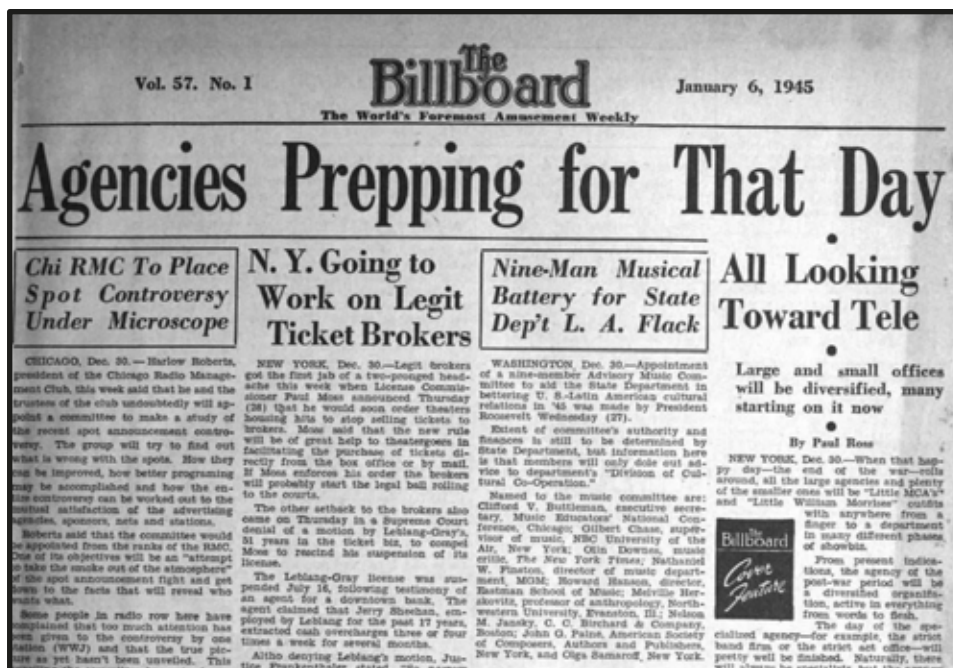 The
Billboard
Vol. 57. No. 1
January 6, 1945
The World's Foremost Amusement Weekly
Agencies Prepping for That Day
Chi RMC To Place
Spot Controversy
Under Microscope
CHICAGO, Dec. 30.—Harlow Roberts,
president of the Chicago Radio Manage-
ment Club, this week said that he and the
trustees of the club undoubtedly will ap-
point a committee to make a study of
the recent spot announcement contro-
versy. The group will try to find out
what is wrong with the spots. How they
can be improved, how better programing
may be accomplished and how the en-
tire controversy can be worked out to the
mutual satisfaction of the advertising
agencies, sponsors, nets and stations.
Roberts said that the committee would
be appointed from the ranks of the RMC.
One of its objectives will be an "attempt
to take the smoke out of the atmosphere"
of the spot announcement fight and get
down to the facts that will reveal who
wants what.
Some people in radio row here have
complained that too much attention has
been given to the controversy by one
station (WWJ) and that the true pic-
ture as yet hasn't been unveiled. This
N. Y. Going to
Work on Legit
Ticket Brokers
NEW YORK, Dec. 30.—Legit brokers
got the first jab of a two-pronged head-
ache this week when License Commis-
sioner Paul Moss announced Thursday
(28) that he would soon order theaters
housing hits to stop selling tickets to
brokers. Moss said that the new rule
will be of great help to theatergoers in
facilitating the purchase of tickets di-
rectly from the box office or by mail.
If Moss enforces his order the brokers
will probably start the legal ball rolling
to the courts.
The other setback to the brokers also
came on Thursday in a Supreme Court
denial of a motion by Leblang-Gray's,
51 years in the ticket biz, to compel
Moss to rescind his suspension of its
license.
The Leblang-Gray license was sus-
pended July 16, following testimony of
an agent for a downtown bank. The
agent claimed that Jerry Sheehan, em-
ployed by Leblang for the past 17 years,
extracted cash overcharges three or four
times a week for several months.
Altho denying Leblang's motion, Jus-
Nine-Man Musical
Battery for State
Dep't L. A. Flack
WASHINGTON, Dec. 30.—Appointment
of a nine-member Advisory Music Com-
mittee to aid the State Department in
bettering U. S.-Latin American cultural
relations in '45 was made by President
Roosevelt Wednesday (27).
Extent of committee's authority and
finances is still to be determined by
State Department, but information here
is that members will only dole out ad-
vice to department's "Division of Cul-
tural Co-Operation."
Named to the music committee are:
Clifford V. Buttleman, executive secre-
tary, Music Educators' National Con-
ference, Chicago; Gilbert Chase, super-
visor of music, NBC University of the
Air, New York; Olin Downes, music
critic, The New York Times; Nathaniel
W. Finston, director of music depart-
ment, MGM; Howard Hanson, director,
Eastman School of Music; Melville Her-
skovits, professor of anthropology, North-
western University, Evanston, Ill.; Nelson
M. Jansky, C. C. Birchard & Company,
Boston; John G. Paine, American Society
of Composers, Authors and Publishers,
New York, and Olga Samaroff, New York.
All Looking
Toward Tele
Large and small offices
will be diversified, many
starting on it now
By Paul Ross
NEW YORK, Dec. 30.—When that hap-
py day—the end of the war—rolls
around, all the large agencies and plenty
of the smaller ones will be "Little MCA's"
and "Little William Morrises" outfits
with anywhere from a
finger to a department
in many different phases
of showbiz.
The
Billboard
Cover
Feature
From present indica-
tions, the agency of the
post-war period will be
a diversified organiza-
tion, active in everything
from words to flesh.
The day of the spe-
cialized agency—for example, the strict
band firm or the strict act office—will
pretty well be finished. Naturally, there